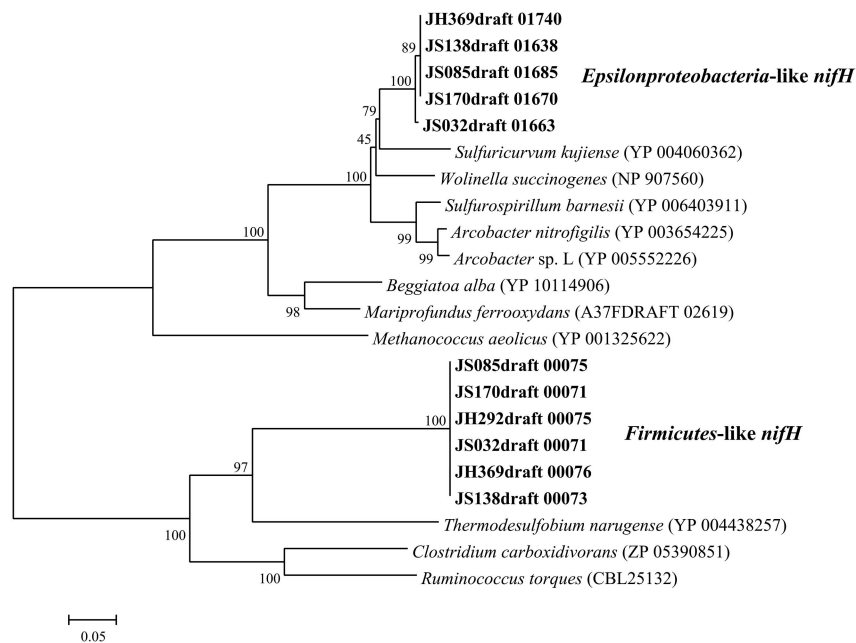 JH369draft 01740
89
JS138draft 01638
JS085draft 01685
Epsilonproteobacteria-like nifH
100
JS170draft 01670
79
JS032draft 01663
45
Sulfuricurvum kujiense (YP 004060362)
100
Wolinella succinogenes (NP 907560)
Sulfurospirillum barnesii (YP 006403911)
100
99
Arcobacter nitrofigilis (YP 003654225)
99
Arcobacter sp. L (YP 005552226)
Beggiatoa alba (YP 10114906)
98
Mariprofundus ferrooxydans (A37FDRAFT 02619)
Methanococcus aeolicus (YP 001325622)
JS085draft 00075
JS170draft 00071
100
JH292draft 00075
Firmicutes-like nifH
JS032draft 00071
97
JH369draft 00076
JS138draft 00073
100
Thermodesulfobium narugense (YP 004438257)
Clostridium carboxidivorans (ZP 05390851)
100
Ruminococcus torques (CBL25132)
0.05